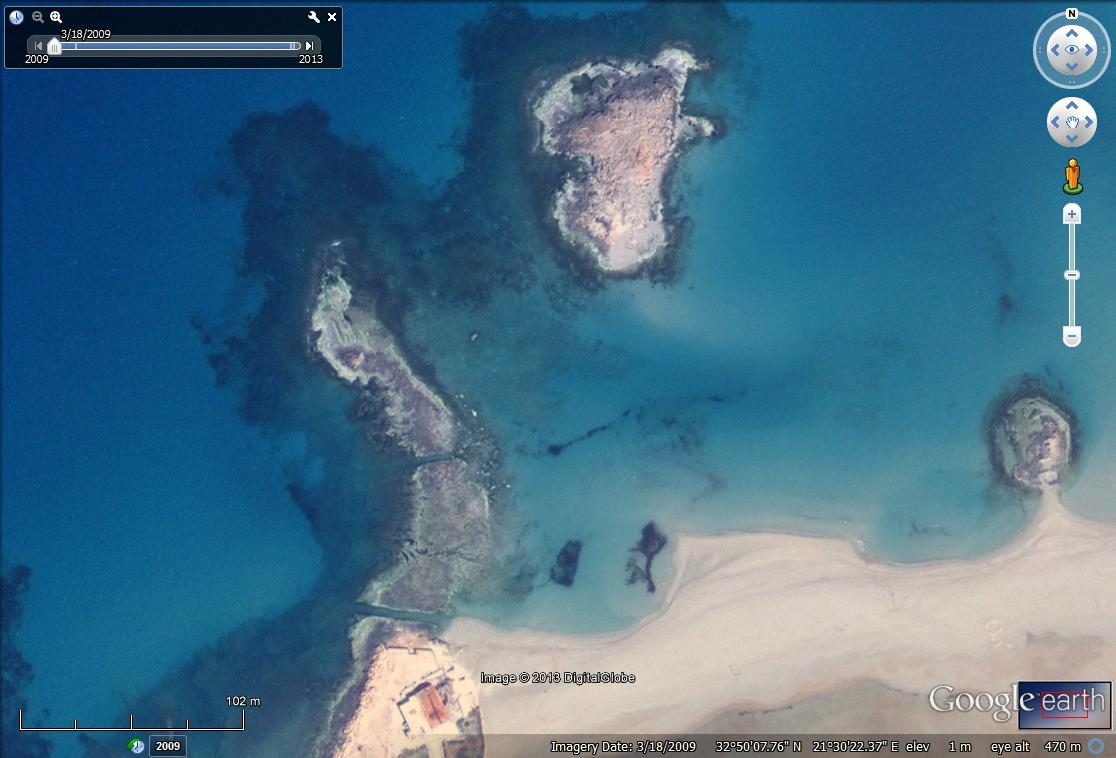 3/18/2009
2009
2013
N
102 m
2009
Image © 2013 DigitalGlobe
Google earth
Imagery Date: 3/18/2009 32°50'07.76" N 21°30'22.37" E elev 1 m eye alt 470 m